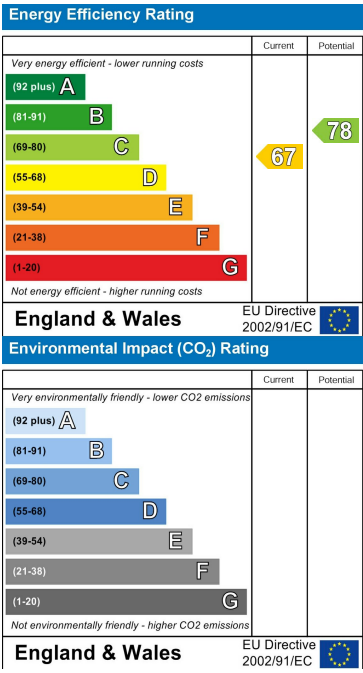 Energy Efficiency Rating
Current Potential
Very energy efficient - lower running costs
(92 plus) A
(81-91) B
(69-80) C
(55-68) D
(39-54) E
(21-38) F
(1-20) G
67
78
Not energy efficient - higher running costs
England & Wales
EU Directive
2002/91/EC
Environmental Impact (CO₂) Rating
Current Potential
Very environmentally friendly - lower CO2 emissions
(92 plus) A
(81-91) B
(69-80) C
(55-68) D
(39-54) E
(21-38) F
(1-20) G
Not environmentally friendly - higher CO2 emissions
England & Wales
EU Directive
2002/91/EC